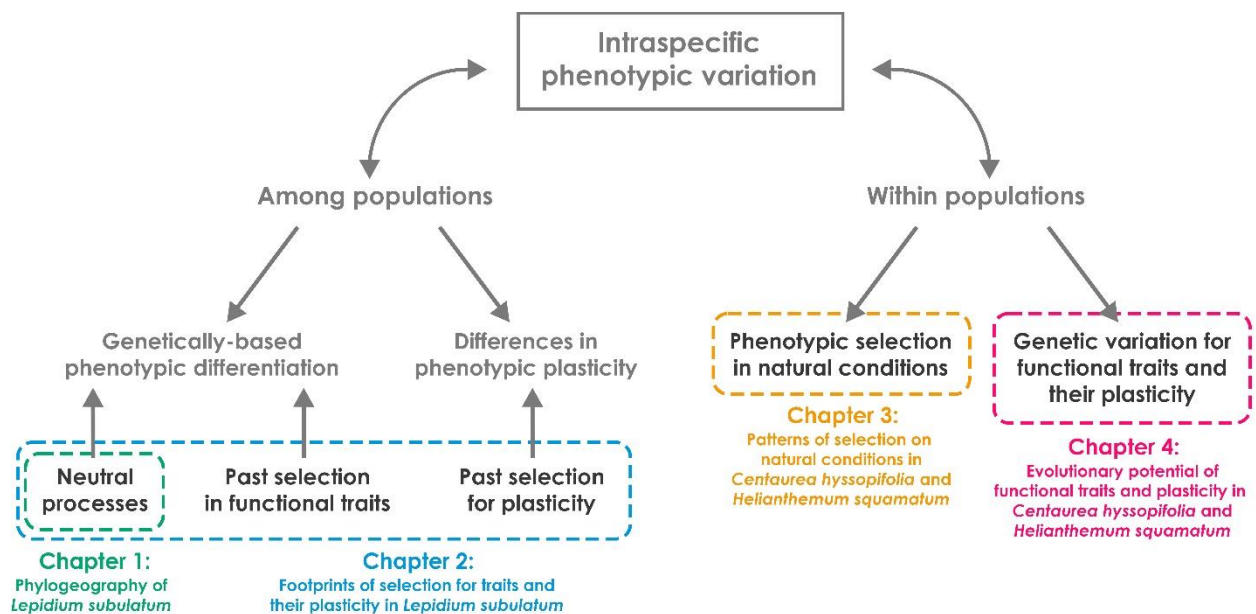 Intraspecific
phenotypic variation
Among populations
Within populations
Genetically-based
phenotypic differentiation
Differences in
phenotypic plasticity
Phenotypic selection
in natural conditions
Genetic variation for
functional traits and
their plasticity
Neutral
processes
Past selection
in functional traits
Past selection
for plasticity
Chapter 1:
Phylogeography of
Lepidium subulatum
Chapter 2:
Footprints of selection for traits and
their plasticity in Lepidium subulatum
Chapter 3:
Patterns of selection on
natural conditions in
Centaurea hyssopifolia and
Helianthemum squamatum
Chapter 4:
Evolutionary potential of
functional traits and plasticity in
Centaurea hyssopifolia and
Helianthemum squamatum